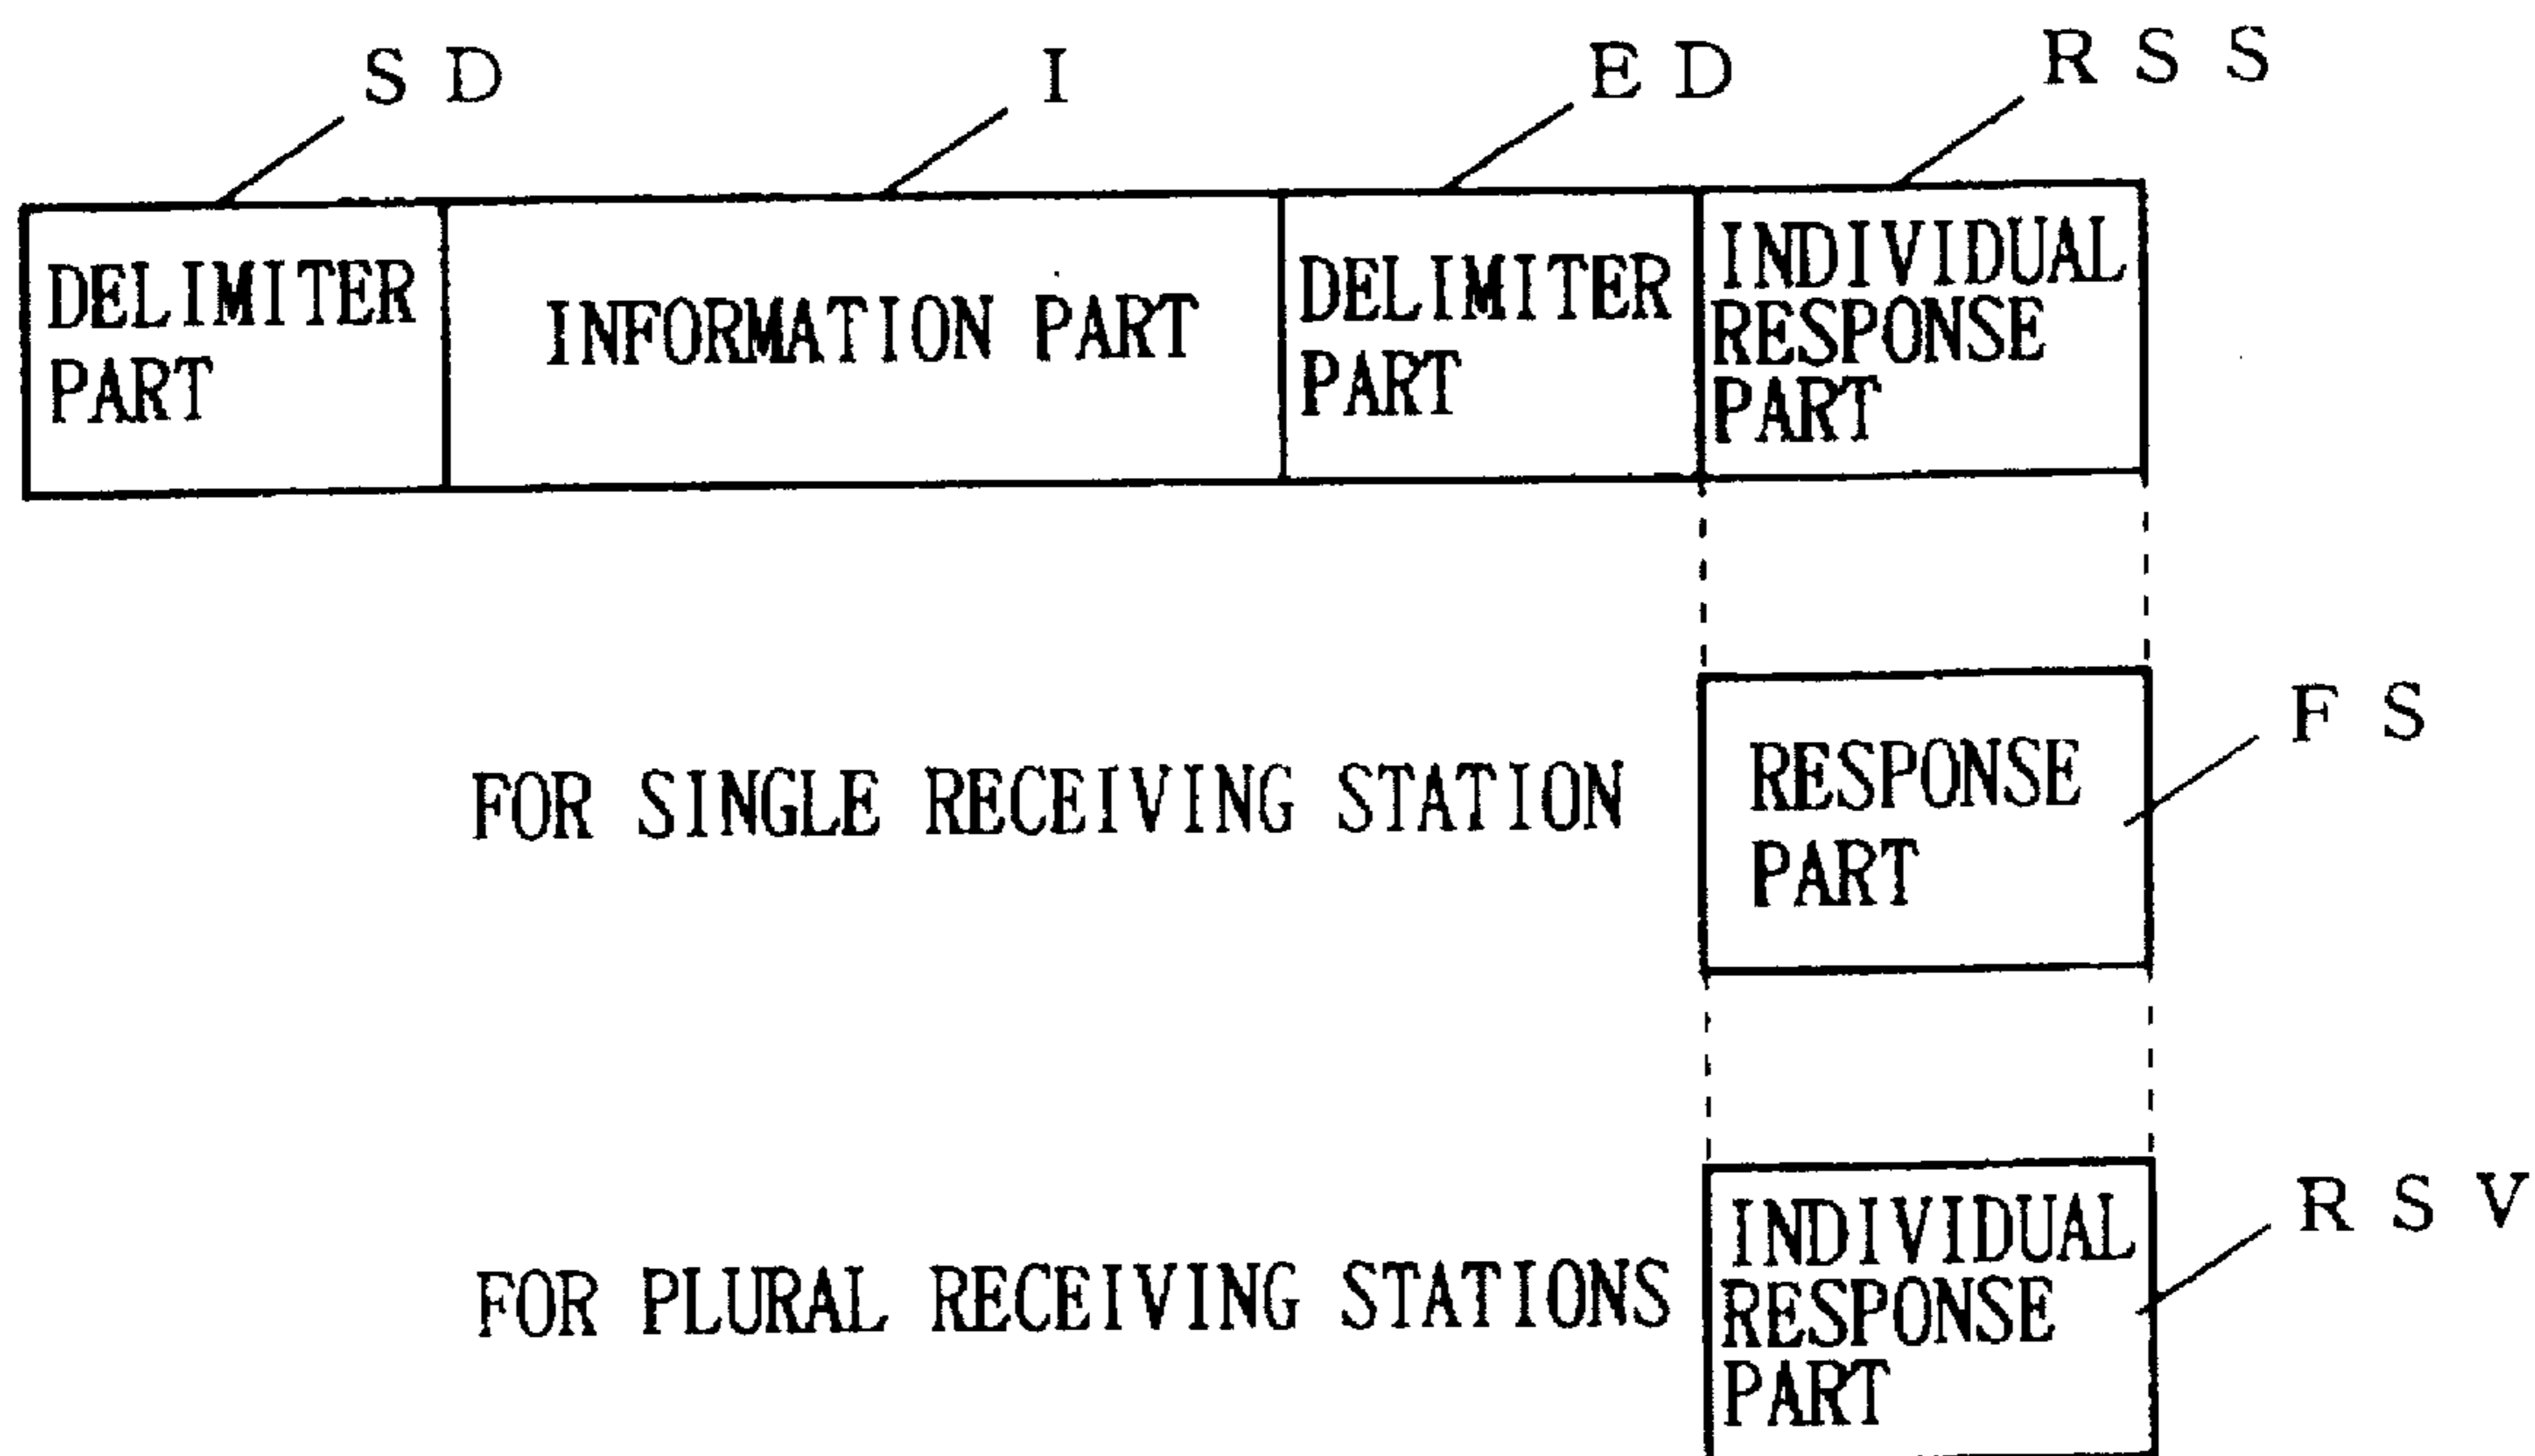 S D
I
E D
R S S
DELIMITER
PART
INFORMATION PART
DELIMITER
PART
INDIVIDUAL
RESPONSE
PART
FOR SINGLE RECEIVING STATION
RESPONSE
PART
F S
FOR PLURAL RECEIVING STATIONS
INDIVIDUAL
RESPONSE
PART
R S V